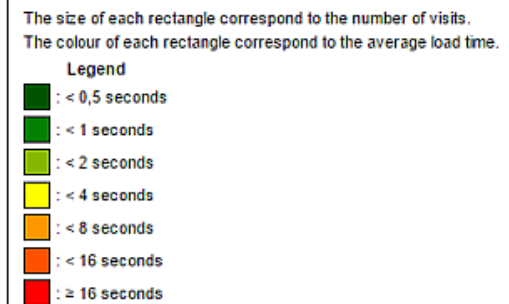 The size of each rectangle correspond to the number of visits.
The colour of each rectangle correspond to the average load time.
Legend
: < 0,5 seconds
: < 1 seconds
: < 2 seconds
: < 4 seconds
: < 8 seconds
: < 16 seconds
: ≥ 16 seconds